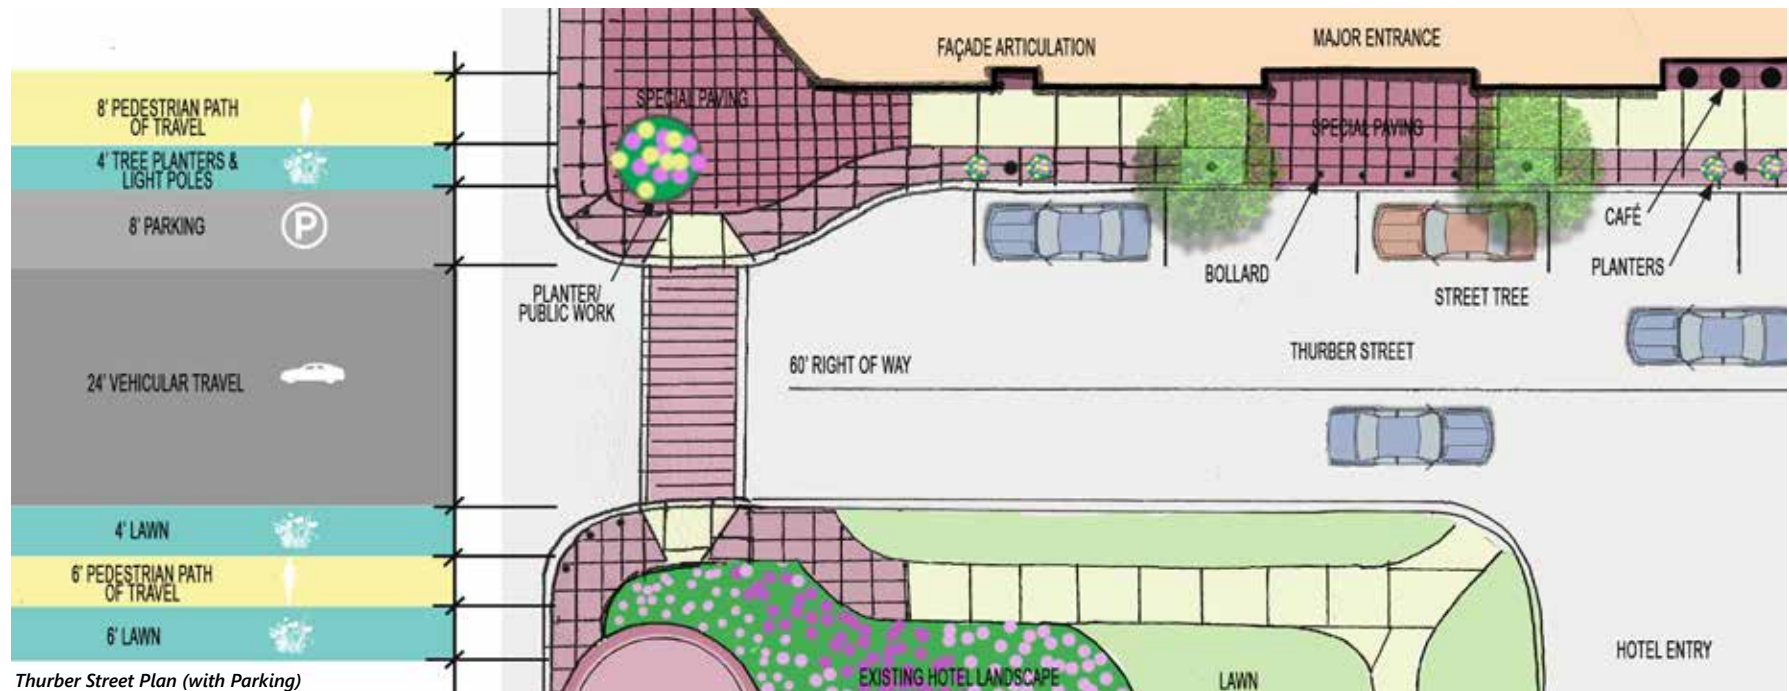 FAÇADE ARTICULATION
MAJOR ENTRANCE
8' PEDESTRIAN PATH
OF TRAVEL
SPECIAL PAVING
SPECIAL PAVING
4' TREE PLANTERS &
LIGHT POLES
8' PARKING
P
CAFÉ
BOLLARD
PLANTERS
PLANTER/
PUBLIC WORK
STREET TREE
24' VEHICULAR TRAVEL
60' RIGHT OF WAY
THURBER STREET
4' LAWN
6' PEDESTRIAN PATH
OF TRAVEL
6' LAWN
HOTEL ENTRY
EXISTING HOTEL LANDSCAPE
LAWN
Thurber Street Plan (with Parking)